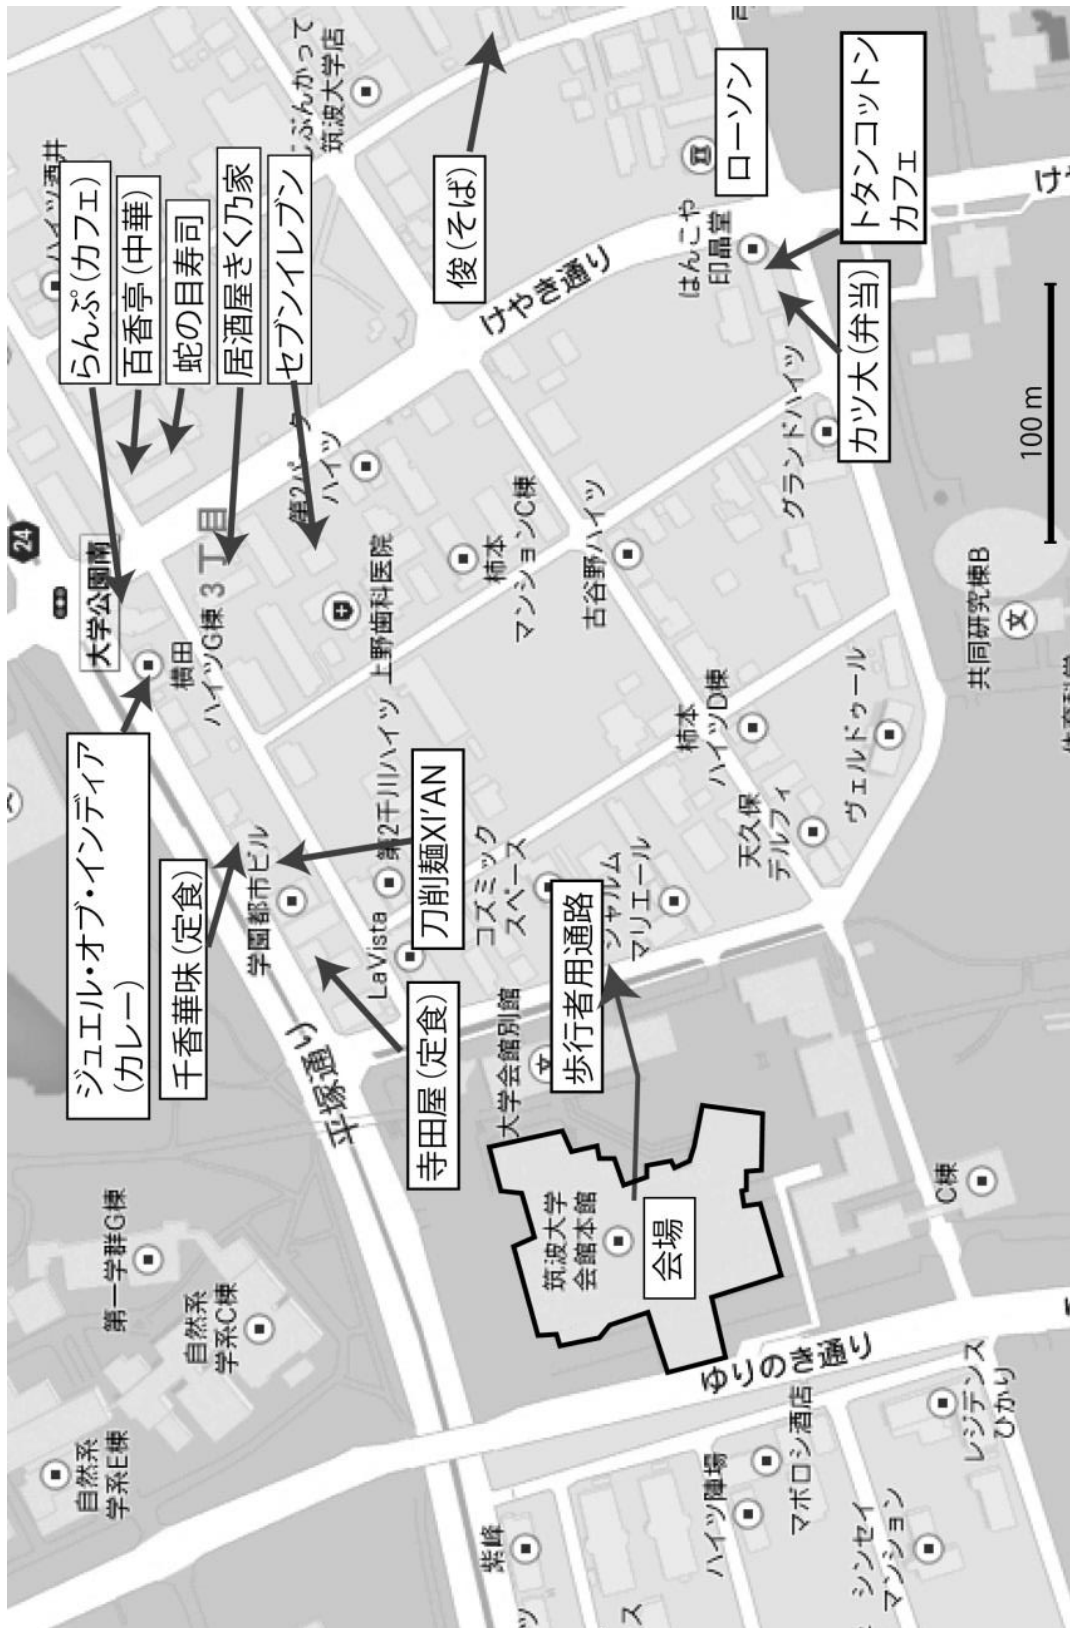 24
自然系
学系E棟
第一学群G棟
自然系
学系C棟
大学公園南
ハイツ酒井
らんぷ(カフェ)
百香亭(中華)
蛇の目寿司
居酒屋きくノ家
セブンイレブン
ジュエル・オブ・インディア
(カレー)
千香華味(定食)
横田
ハイツG棟
3丁目
ぶんかって
筑波大学店
学園都市ビル
平塚通り
第2パーク
ハイツ
上野歯科医院
第2千川ハイツ
La Vista
刀削麺XI'AN
寺田屋(定食)
俊(そば)
けやき通り
紫峰
大学会館別館
コズミック
スペース
柿本
マンションC棟
筑波大学
会館本館
歩行者用通路
シャルム
マリエール
古谷野ハイツ
会場
柿本
ハイツD棟
はんこや
印晶堂
ローソン
ゆりのき通り
ハイツ陣場
マボロシ酒店
天久保
デルフィ
グランドハイツ
ヴェルドゥール
カツ大(弁当)
トタンコットン
カフェ
シンセイ
マンション
C棟
レジデンス
ひかり
共同研究棟B
100 m